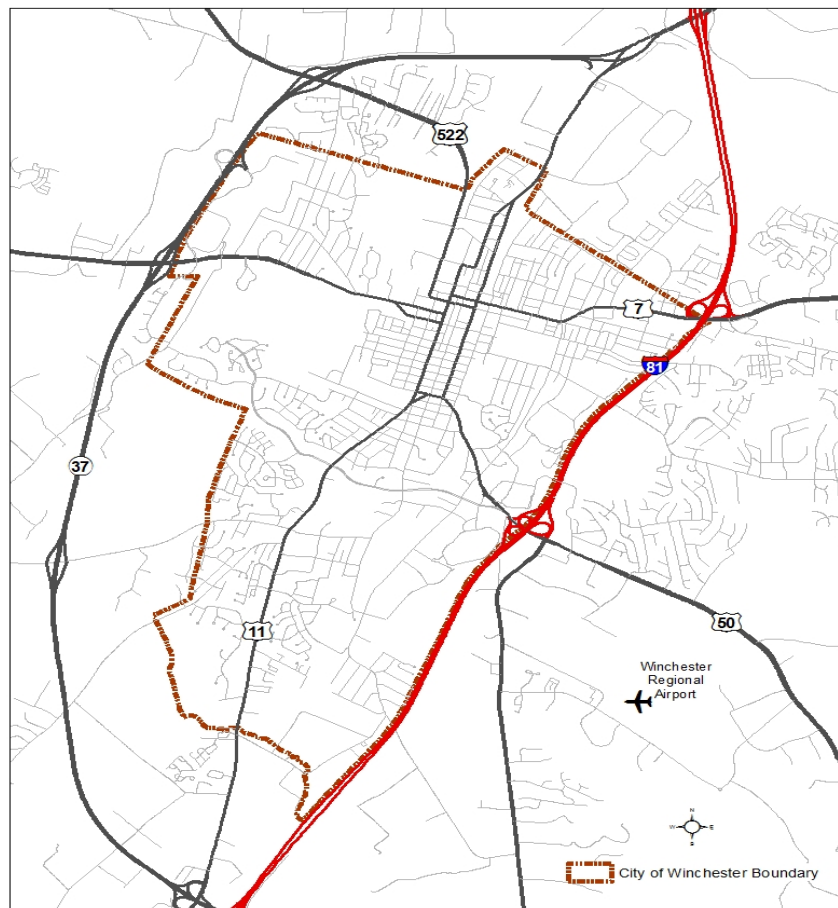 522
7
81
37
11
50
Winchester
Regional
Airport
N
W E
S
City of Winchester Boundary